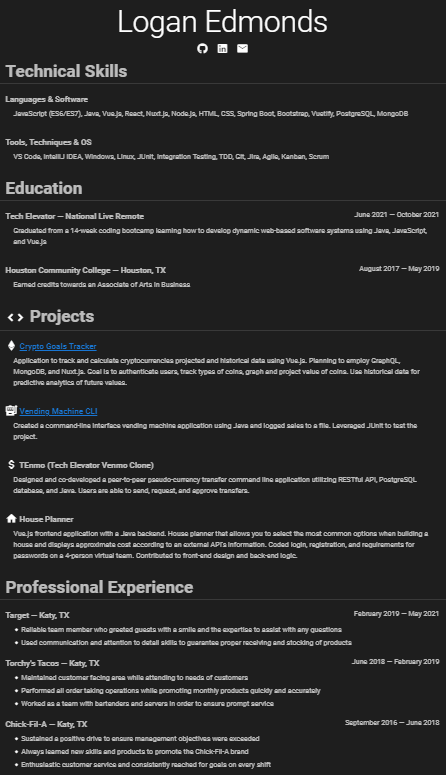 Logan Edmonds
Technical Skills
Languages & Software
JavaScript (ES6/ES7), Java, Vue.js, React, Nuxt.js, Node.js, HTML, CSS, Spring Boot, Bootstrap, Vuetify, PostgreSQL, MongoDB
Tools, Techniques & OS
VS Code, IntelliJ IDEA, Windows, Linux, JUnit, Integration Testing, TDD, Git, Jira, Agile, Kanban, Scrum
Education
Tech Elevator — National Live Remote June 2021 — October 2021
Graduated from a 14-week coding bootcamp learning how to develop dynamic web-based software systems using Java, JavaScript,
and Vue.js
Houston Community College — Houston, TX August 2017 — May 2019
Earned credits towards an Associate of Arts in Business
Projects
Crypto Goals Tracker
Application to track and calculate cryptocurrencies projected and historical data using Vue.js. Planning to employ GraphQL,
MongoDB, and Nuxt.js. Goal is to authenticate users, track types of coins, graph and project value of coins. Use historical data for
predictive analytics of future values.
Vending Machine CLI
Created a command-line interface vending machine application using Java and logged sales to a file. Leveraged JUnit to test the
project.
TEnmo (Tech Elevator Venmo Clone)
Designed and co-developed a peer-to-peer pseudo-currency transfer command line application utilizing RESTful API, PostgreSQL
database, and Java. Users are able to send, request, and approve transfers.
House Planner
Vue.js frontend application with a Java backend. House planner that allows you to select the most common options when building a
house and displays approximate cost according to an external API's information. Coded login, registration, and requirements for
passwords on a 4-person virtual team. Contributed to front-end design and back-end logic.
Professional Experience
Target — Katy, TX February 2019 — May 2021
• Reliable team member who greeted guests with a smile and the expertise to assist with any questions
• Used communication and attention to detail skills to guarantee proper receiving and stocking of products
Torchy's Tacos — Katy, TX June 2018 — February 2019
• Maintained customer facing area while attending to needs of customers
• Performed all order taking operations while promoting monthly products quickly and accurately
• Worked as a team with bartenders and servers in order to ensure prompt service
Chick-Fil-A — Katy, TX September 2016 — June 2018
• Sustained a positive drive to ensure management objectives were exceeded
• Always learned new skills and products to promote the Chick-Fil-A brand
• Enthusiastic customer service and consistently reached for goals on every shift